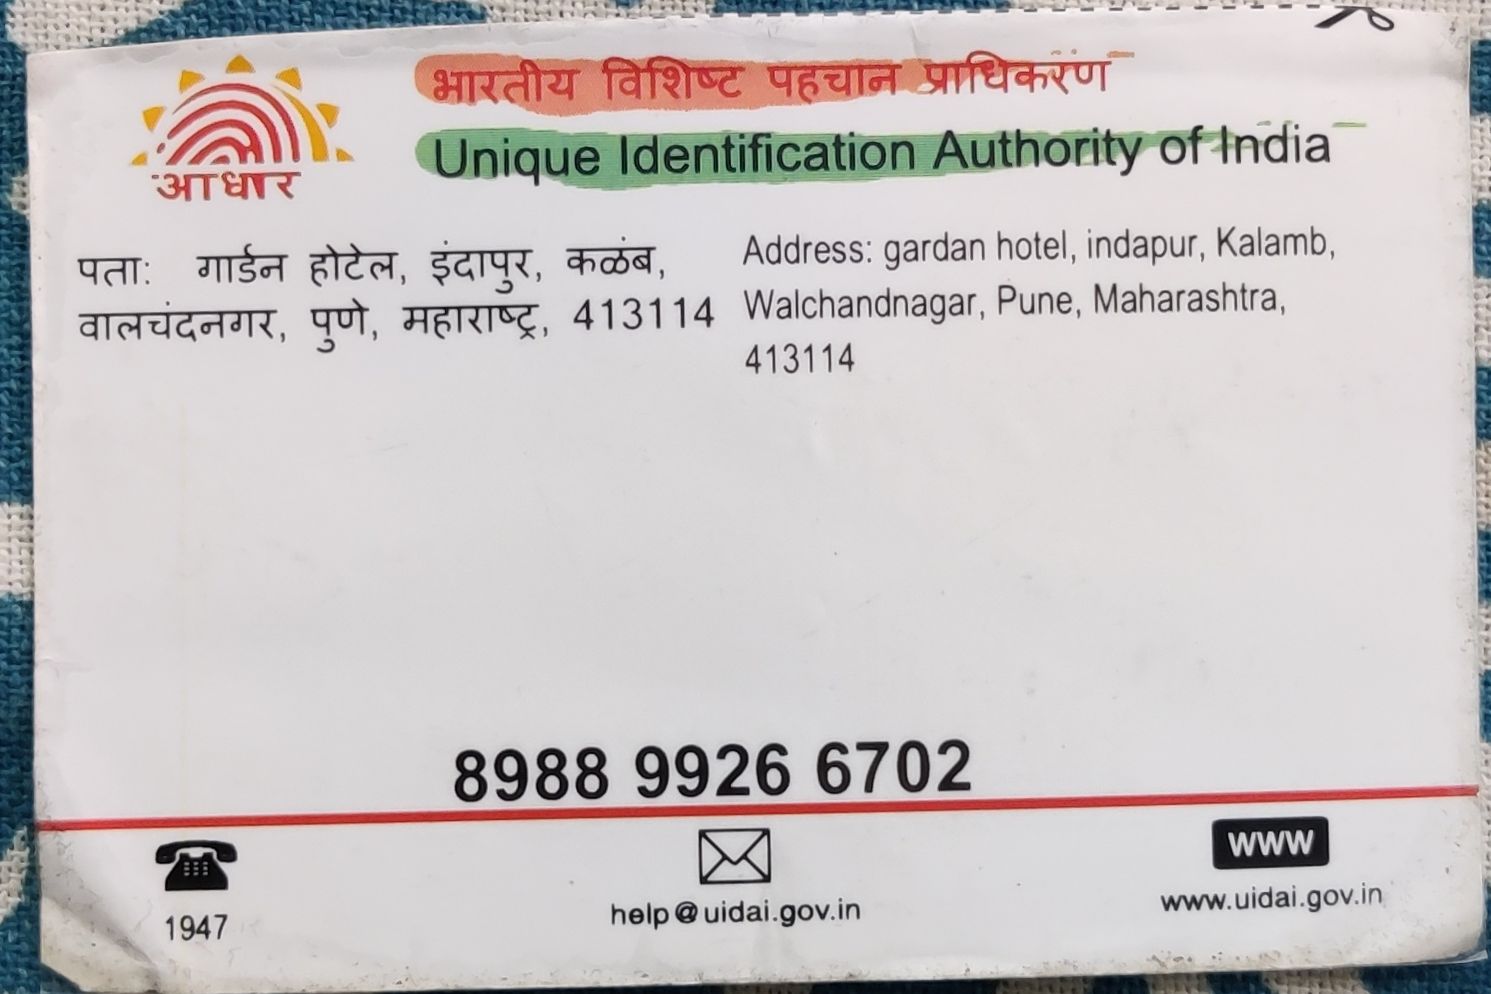 आधार
भारतीय विशिष्ट पहचान प्राधिकरण
Unique Identification Authority of India
पता: गार्डन होटेल, इंदापुर, कळंब,
वालचंदनगर, पुणे, महाराष्ट्र, 413114
Address: gardan hotel, indapur, Kalamb,
Walchandnagar, Pune, Maharashtra,
413114
8988 9926 6702
1947
help@uidai.gov.in
www
www.uidai.gov.in